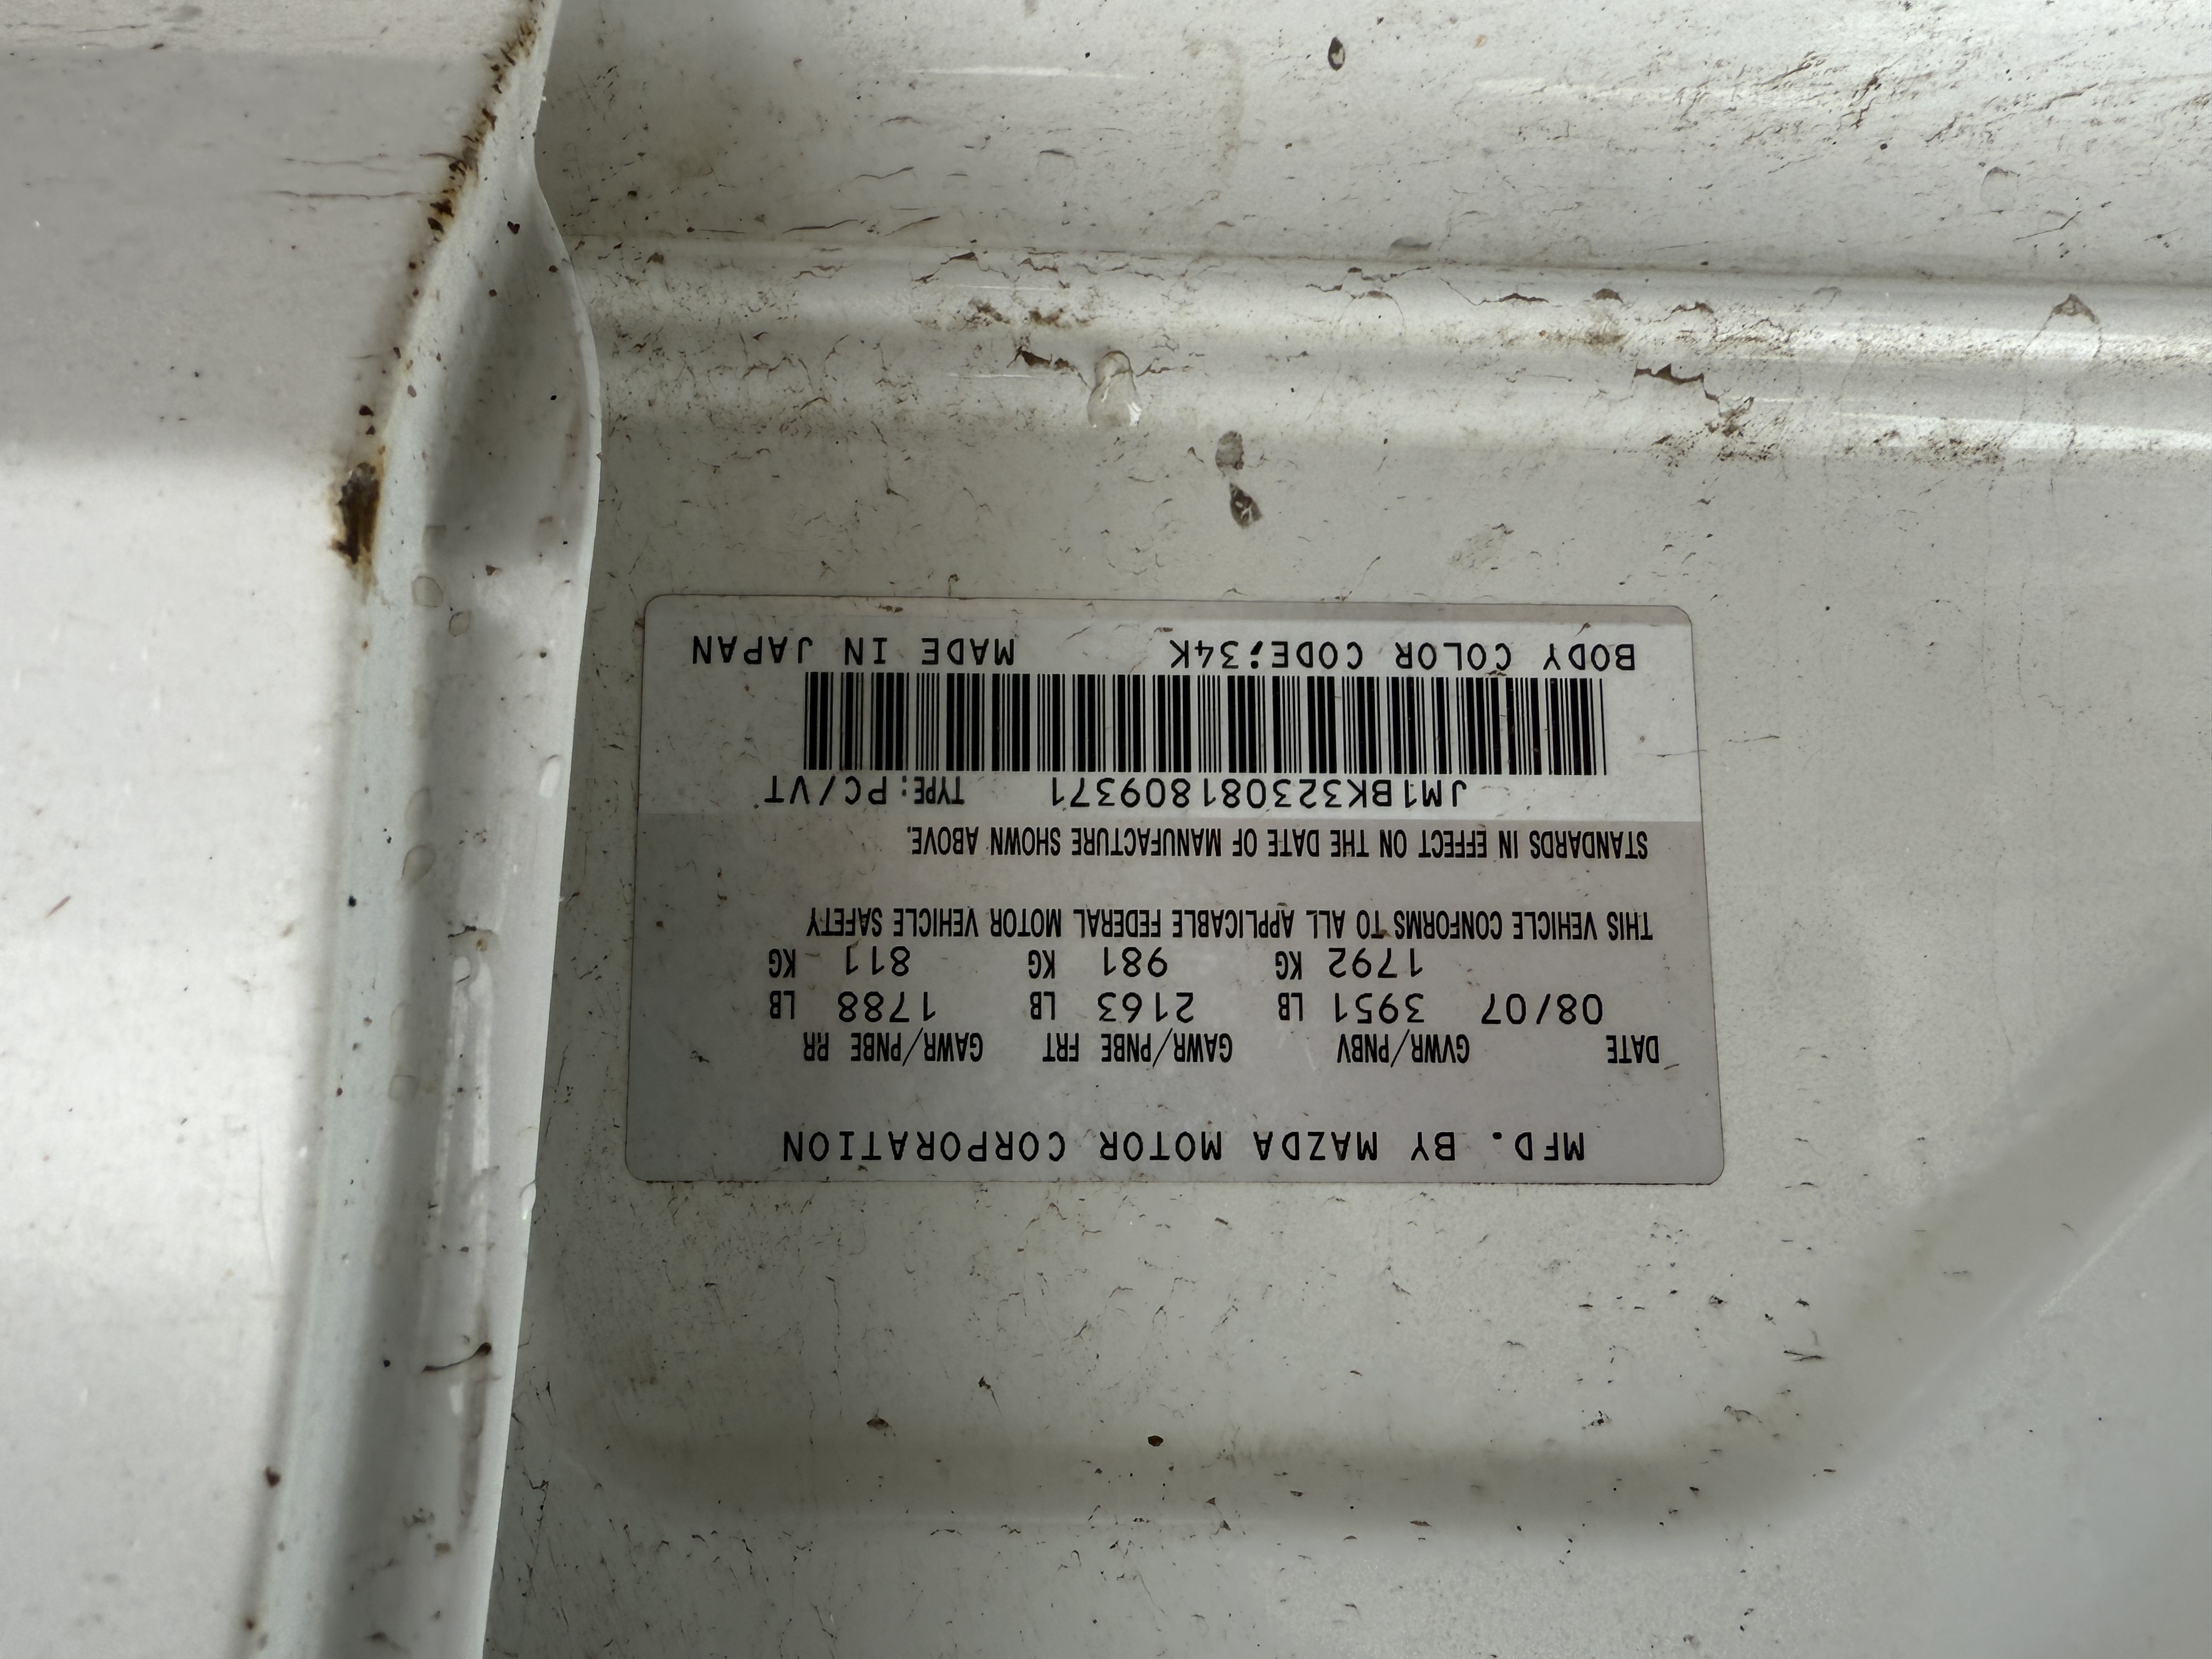 MFD. BY MAZDA MOTOR CORPORATION
DATE GVWR/PNBV GAWR/PNBE FRT GAWR/PNBE RR
08/07 3951 LB 2163 LB 1788 LB
1792 KG 981 KG 811 KG
THIS VEHICLE CONFORMS TO ALL APPLICABLE FEDERAL MOTOR VEHICLE SAFETY
STANDARDS IN EFFECT ON THE DATE OF MANUFACTURE SHOWN ABOVE.
JM1BK323081809371 TYPE: PC/VT
BODY COLOR CODE:34K MADE IN JAPAN